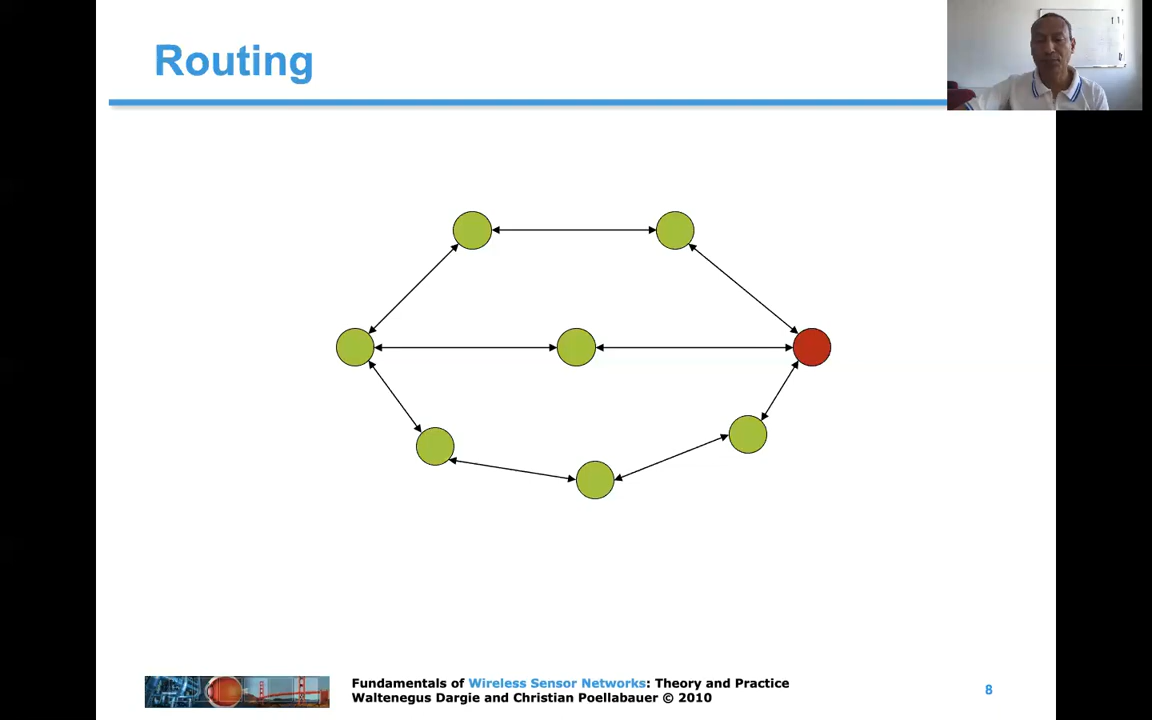 Routing
Fundamentals of Wireless Sensor Networks: Theory and Practice
Waltenegus Dargie and Christian Poellabauer © 2010
8